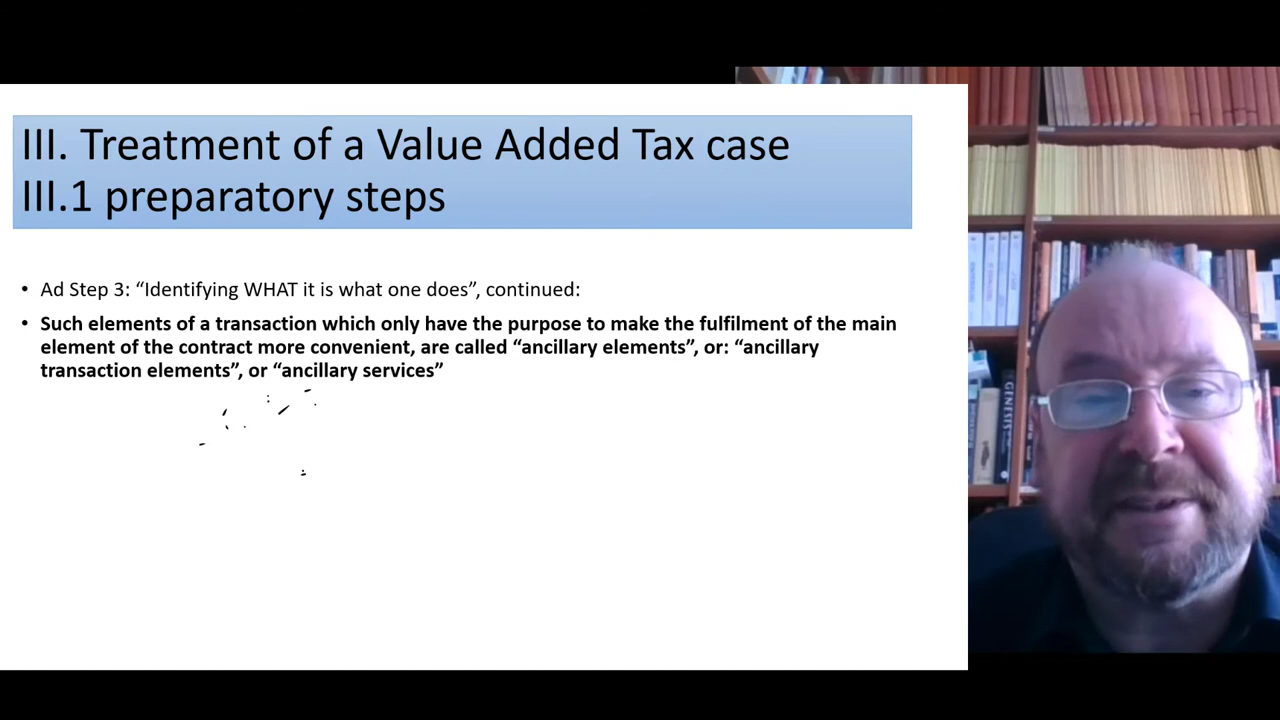 III. Treatment of a Value Added Tax case
III.1 preparatory steps
• Ad Step 3: “Identifying WHAT it is what one does”, continued:
• Such elements of a transaction which only have the purpose to make the fulfilment of the main
element of the contract more convenient, are called “ancillary elements”, or: “ancillary
transaction elements”, or “ancillary services”
GENESIS